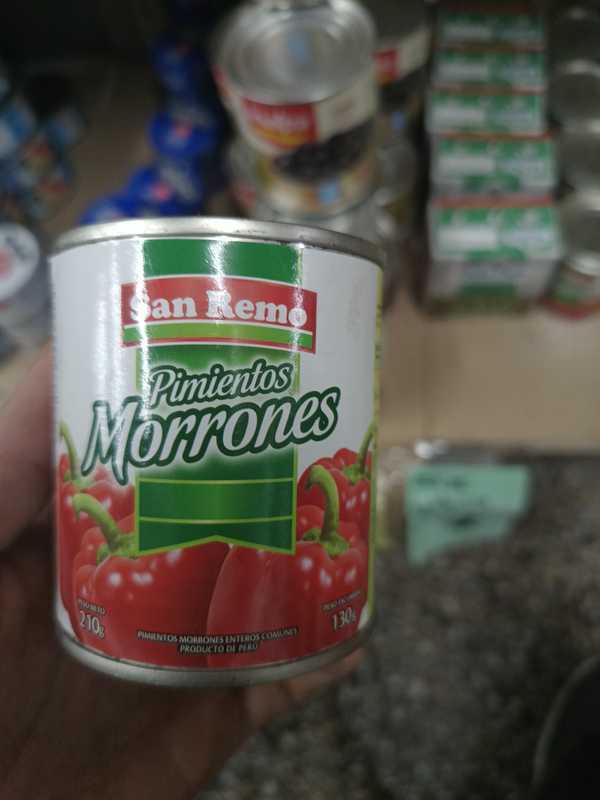 San Remo
Pimientos
Morrones
PESO NETO
210g
PESO ESCURRIDO
130g
PIMIENTOS MORRONES ENTEROS COMUNES
PRODUCTO DE PERÚ